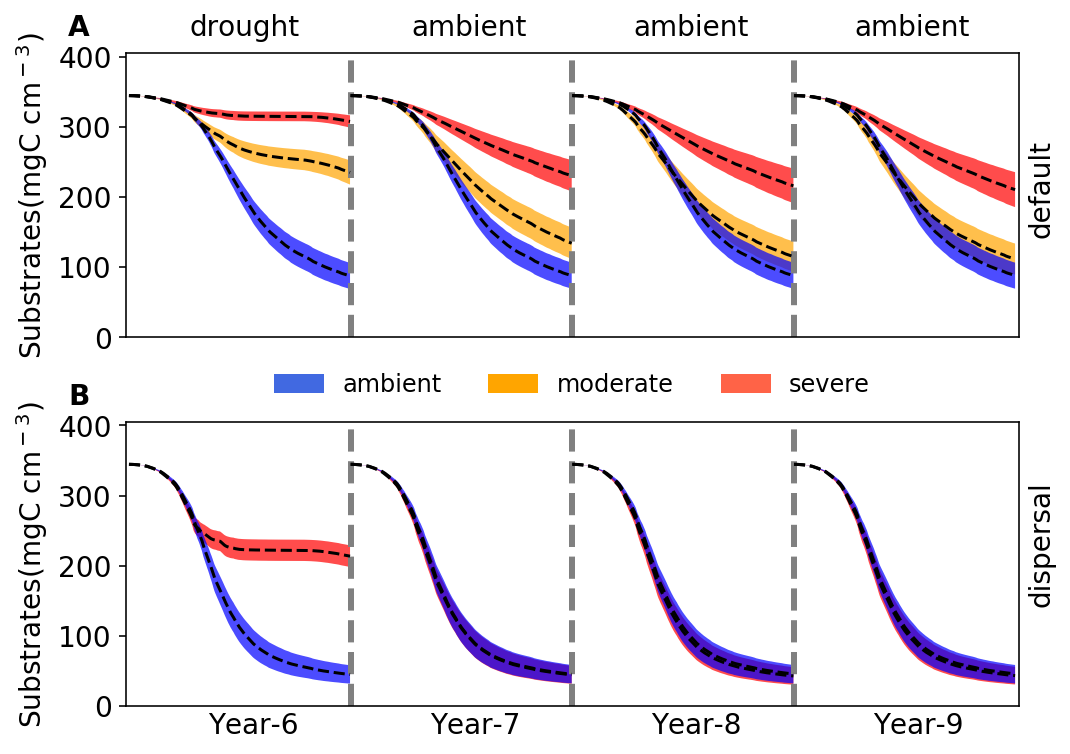 A drought ambient ambient ambient
Substrates(mgC cm⁻³)
400
300
200
100
0
default
ambient moderate severe
B
Substrates(mgC cm⁻³)
400
300
200
100
0
dispersal
Year-6 Year-7 Year-8 Year-9